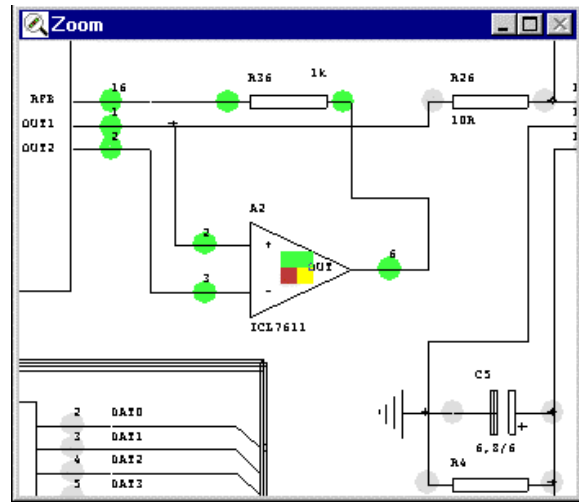 Zoom
16
R36
1k
R26
RFB
OUT1
1
10R
OUT2
2
A2
2
+
6
OUT
3
-
ICL7611
C5
+
6,8/6
2 DAT0
3 DAT1
4 DAT2
R4
5 DAT3